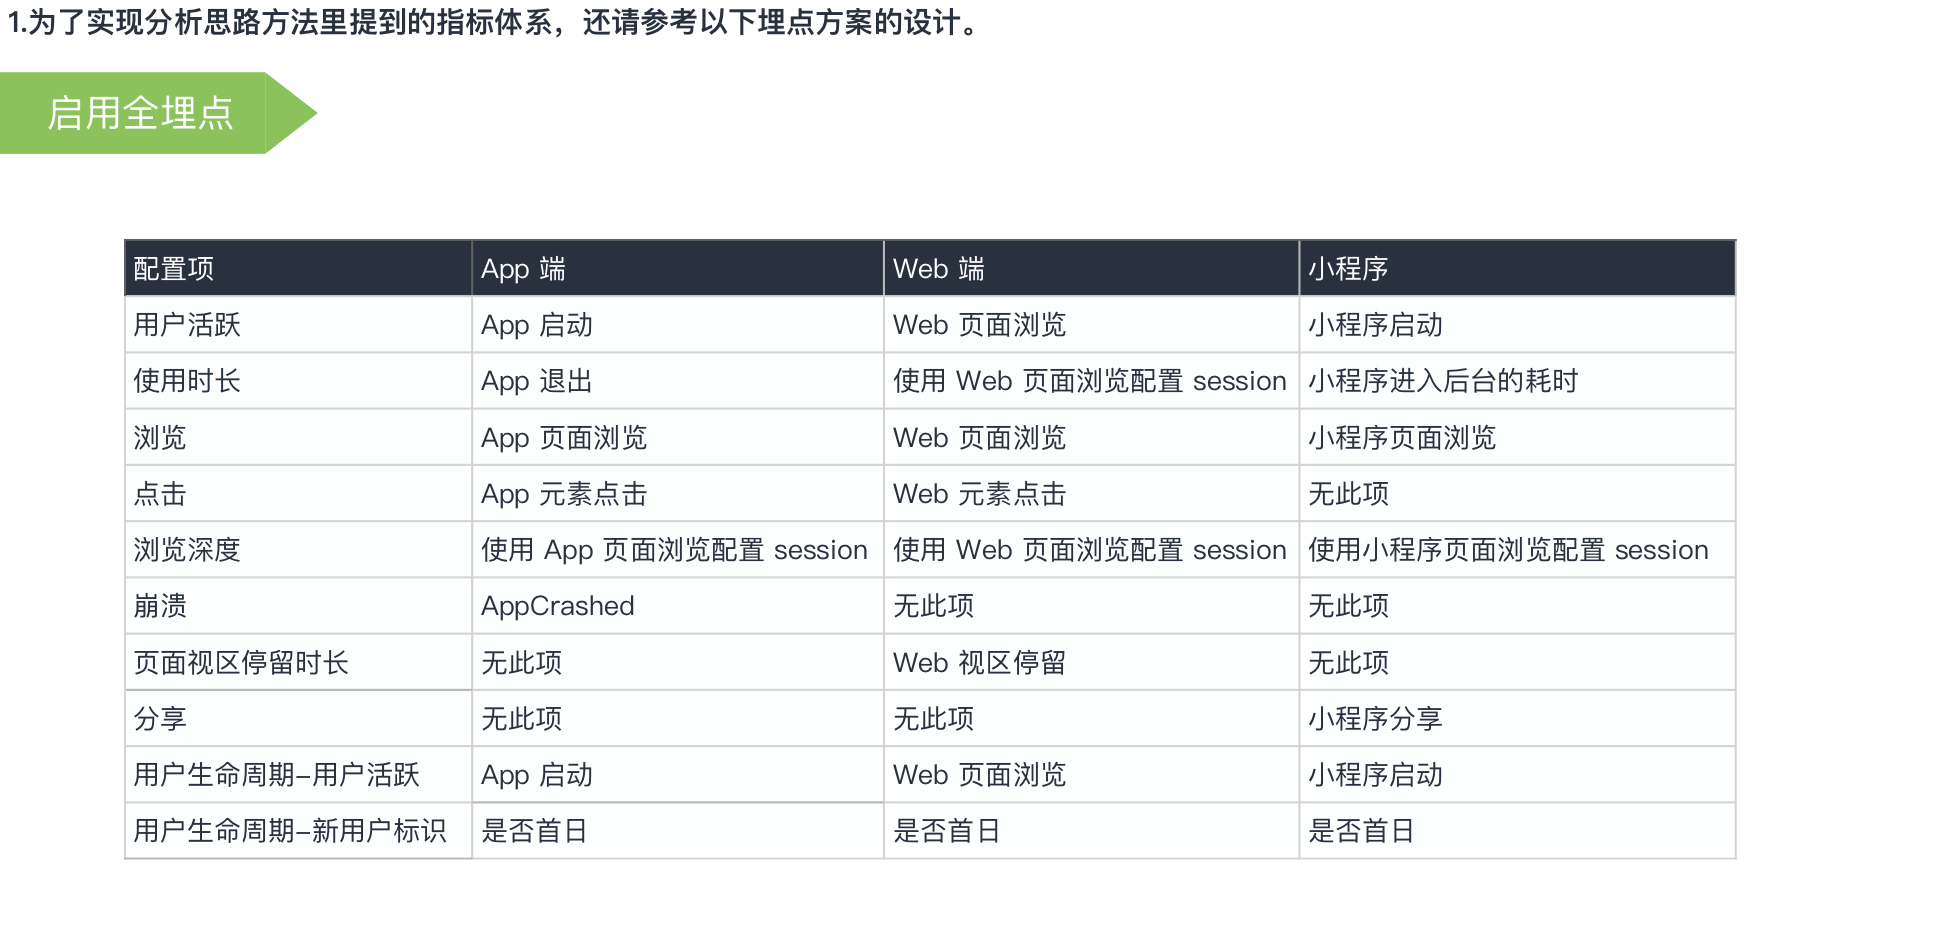 1.为了实现分析思路方法里提到的指标体系，还请参考以下埋点方案的设计。
启用全埋点
配置项 App 端 Web 端 小程序
用户活跃 App 启动 Web 页面浏览 小程序启动
使用时长 App 退出 使用 Web 页面浏览配置 session 小程序进入后台的耗时
浏览 App 页面浏览 Web 页面浏览 小程序页面浏览
点击 App 元素点击 Web 元素点击 无此项
浏览深度 使用 App 页面浏览配置 session 使用 Web 页面浏览配置 session 使用小程序页面浏览配置 session
崩溃 AppCrashed 无此项 无此项
页面视区停留时长 无此项 Web 视区停留 无此项
分享 无此项 无此项 小程序分享
用户生命周期–用户活跃 App 启动 Web 页面浏览 小程序启动
用户生命周期–新用户标识 是否首日 是否首日 是否首日